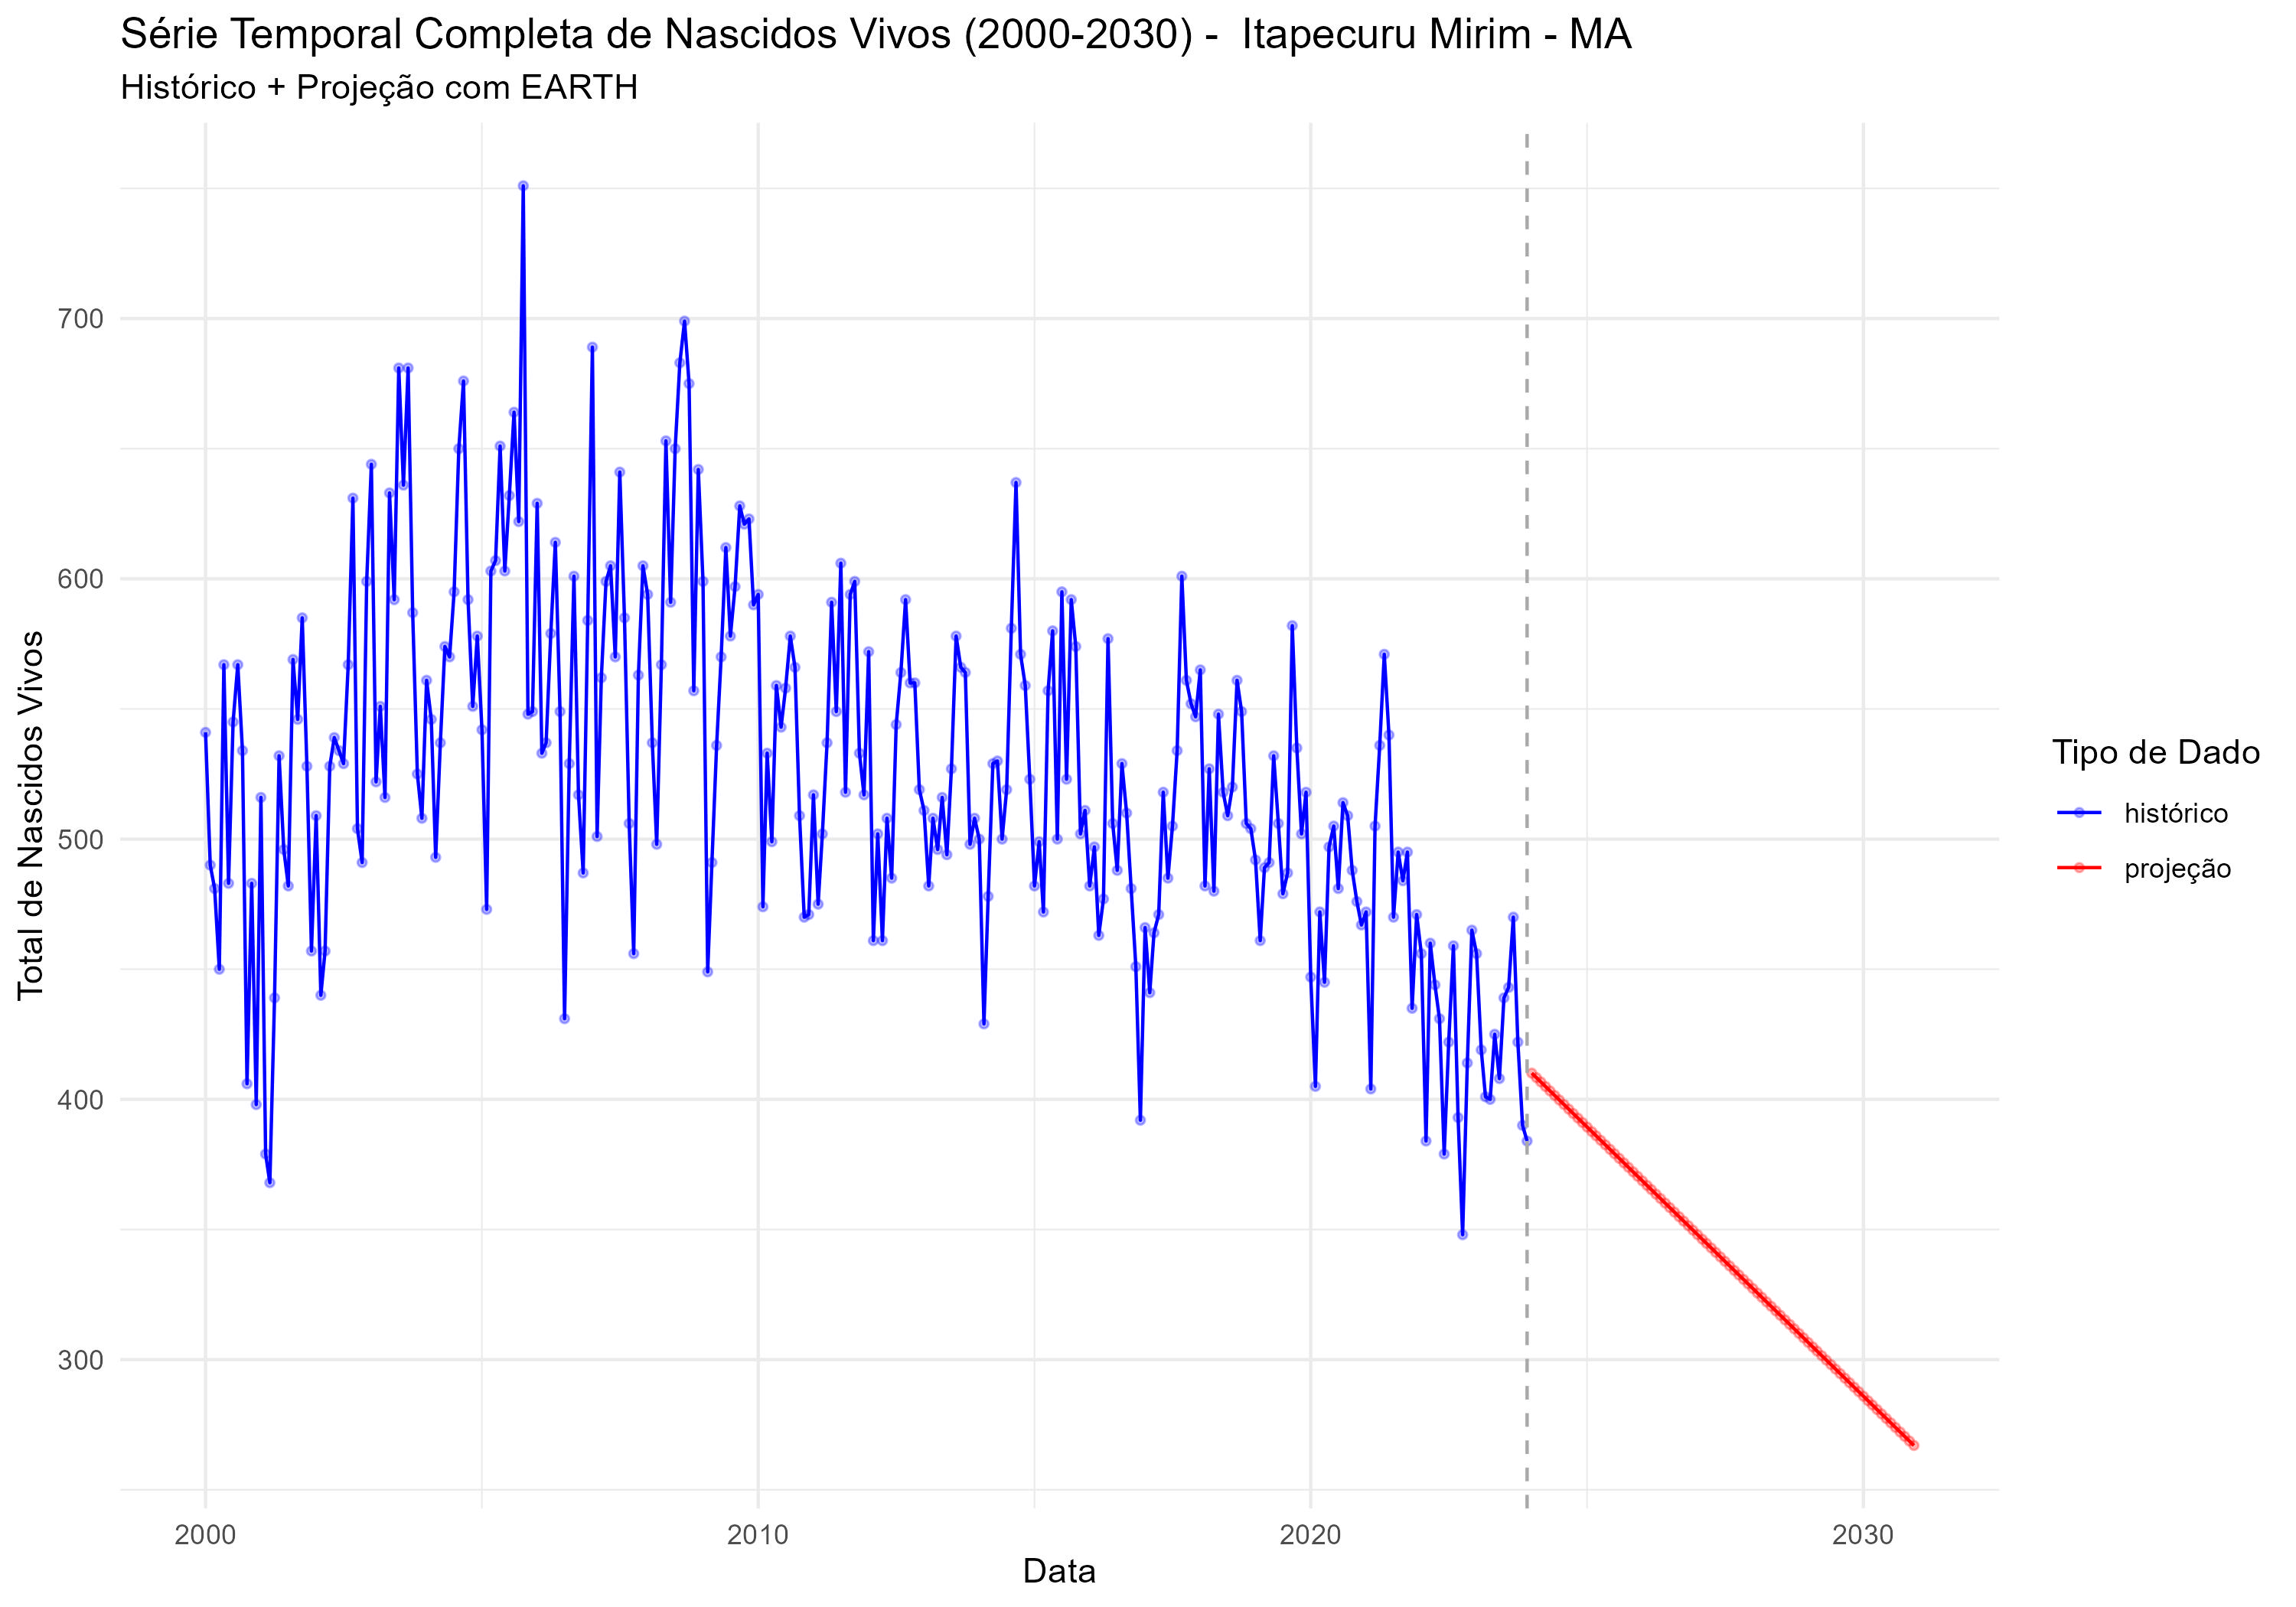 Série Temporal Completa de Nascidos Vivos (2000-2030) -  Itapecuru Mirim - MA
Histórico + Projeção com EARTH
Total de Nascidos Vivos
700
600
500
400
300
2000
2010
2020
2030
Data
Tipo de Dado
histórico
projeção